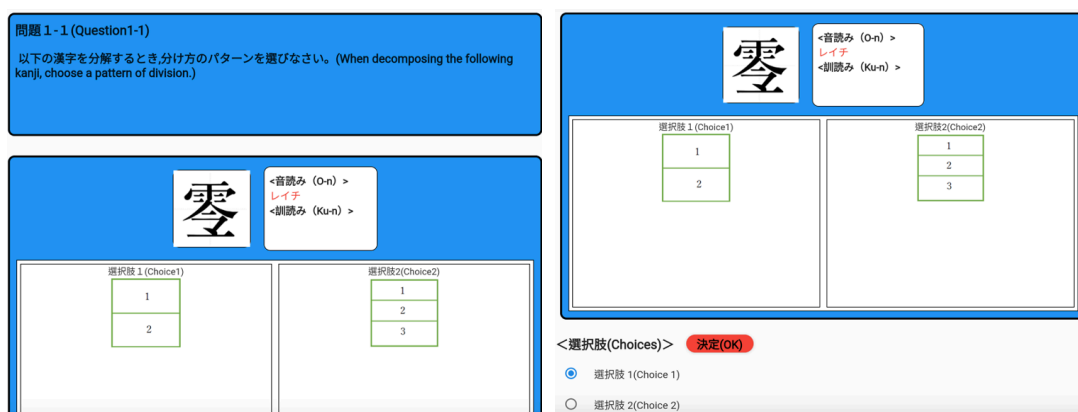 問題１-１(Question1-1)
以下の漢字を分解するとき,分け方のパターンを選びなさい。(When decomposing the following
kanji, choose a pattern of division.)
<音読み（O-n）>
レイチ
<訓読み（Ku-n）>
選択肢１(Choice1)
1
2
選択肢2(Choice2)
1
2
3
<音読み（O-n）>
レイチ
<訓読み（Ku-n）>
選択肢１(Choice1)
1
2
選択肢2(Choice2)
1
2
3
＜選択肢(Choices)＞
決定(OK)
選択肢 1(Choice 1)
選択肢 2(Choice 2)